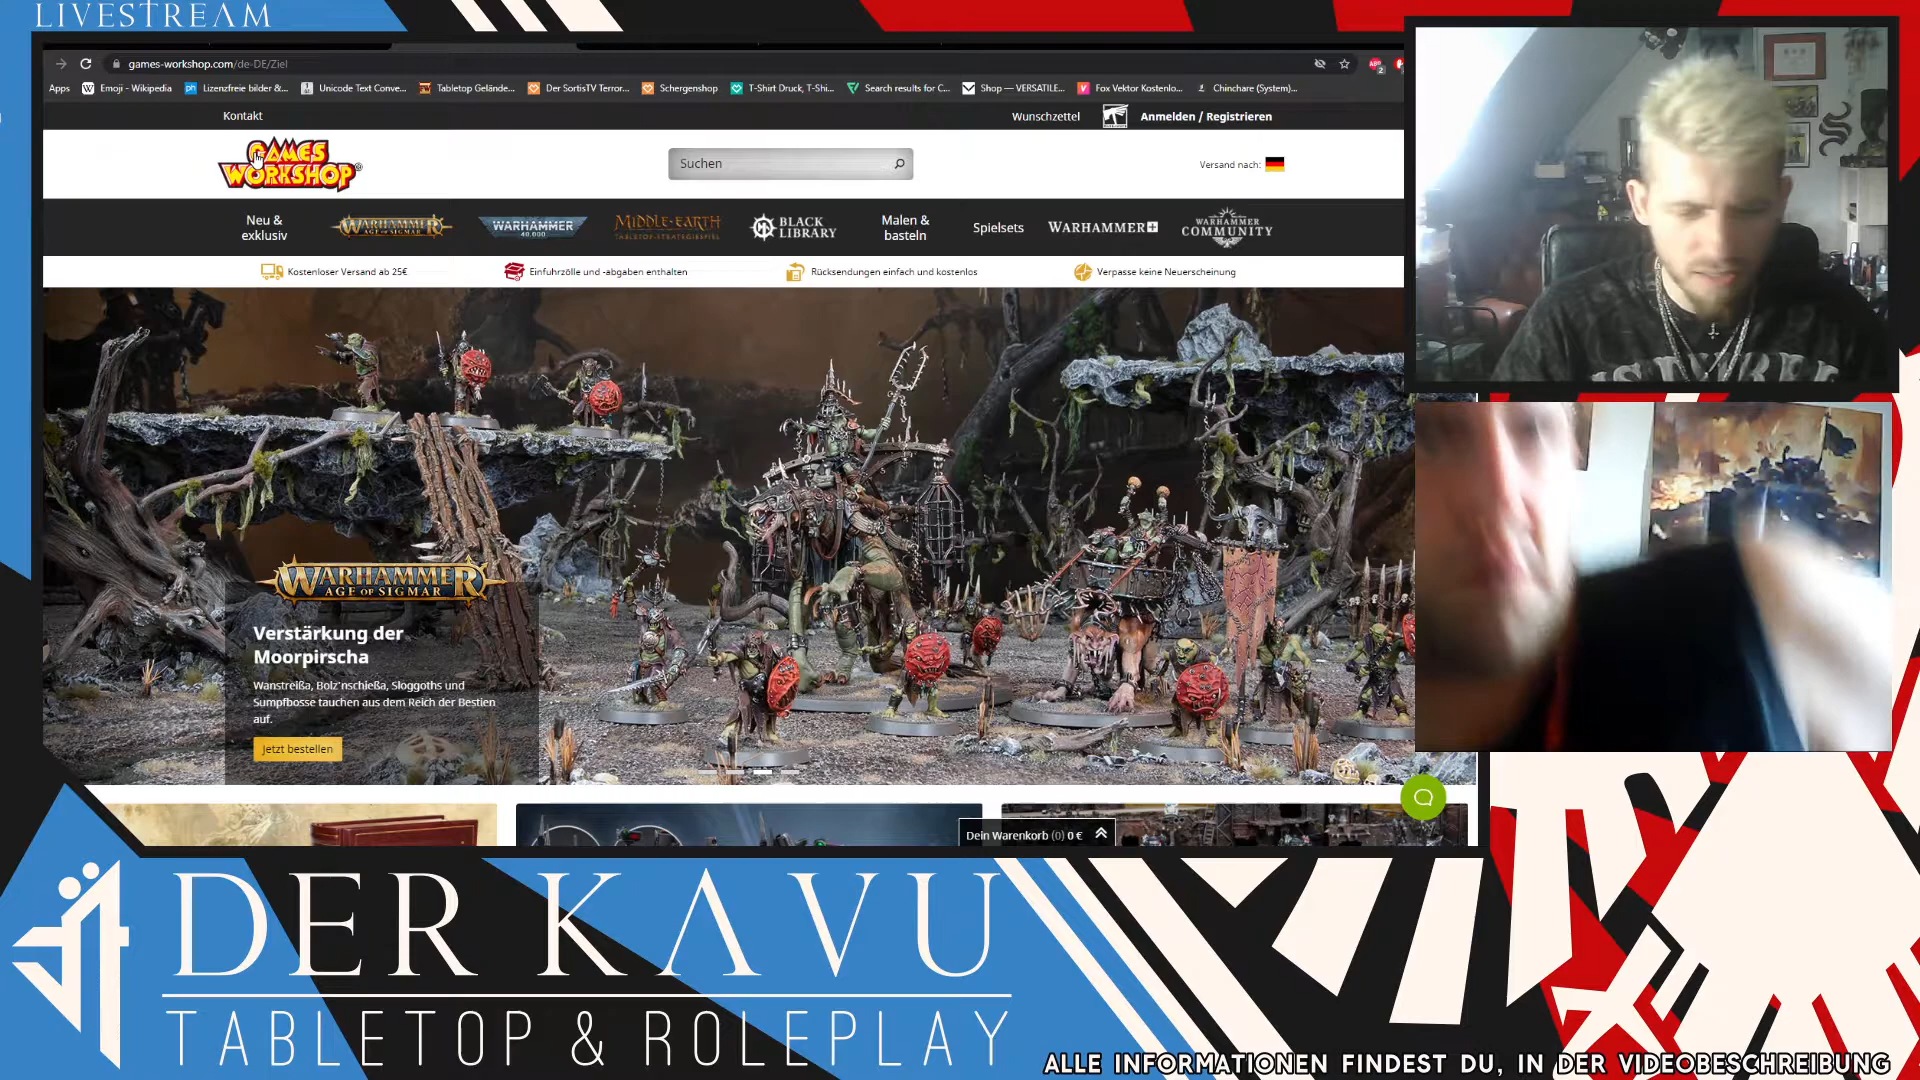 LIVESTREAM
games-workshop.com/de-DE/Ziel
Apps Emoji - Wikipedia Lizenzfreie bilder &... Unicode Text Conve... Tabletop Gelände... Der SortisTV Terror... Schergenshop T-Shirt Druck, T-Shi... Search results for C... Shop — VERSATILE... Fox Vektor Kostenlo... Chinchare (System)...
Kontakt Wunschzettel Anmelden / Registrieren
GAMES
WORKSHOP
Suchen
Versand nach:
Neu &
exklusiv
WARHAMMER
AGE OF SIGMAR
WARHAMMER
40,000
MIDDLE-EARTH
TABLETOP-STRATEGIESPIEL
BLACK
LIBRARY
Malen &
basteln
Spielsets
WARHAMMER+
WARHAMMER
COMMUNITY
Kostenloser Versand ab 25€ Einfuhrzölle und -abgaben enthalten Rücksendungen einfach und kostenlos Verpasse keine Neuerscheinung
WARHAMMER
AGE OF SIGMAR
Verstärkung der
Moorpirscha
Wanstreißa, Bolz'nschießa, Sloggoths und
Sumpfbosse tauchen aus dem Reich der Bestien
auf.
Jetzt bestellen
Dein Warenkorb (0) 0 €
DER KAVU
TABLETOP & ROLEPLAY
ALLE INFORMATIONEN FINDEST DU, IN DER VIDEOBESCHREIBUNG